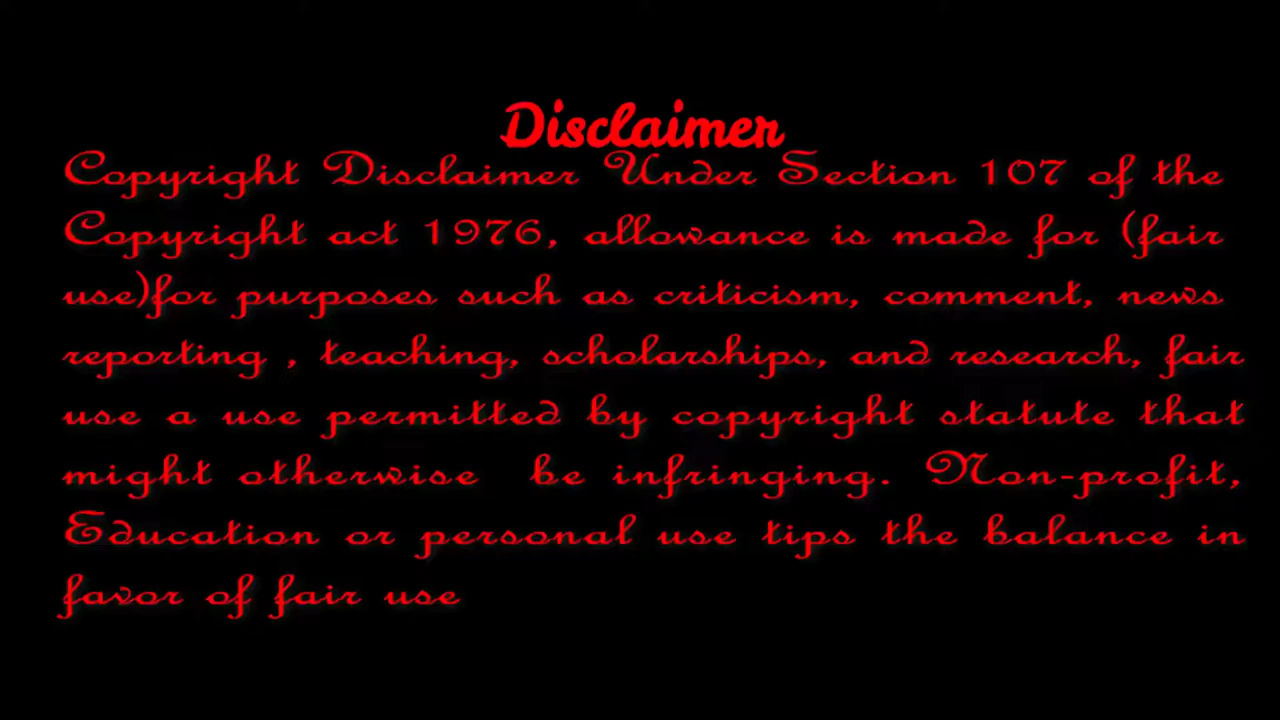 Disclaimer
Copyright Disclaimer Under Section 107 of the
Copyright act 1976, allowance is made for (fair
use)for purposes such as criticism, comment, news
reporting , teaching, scholarships, and research, fair
use a use permitted by copyright statute that
might otherwise be infringing. Non-profit,
Education or personal use tips the balance in
favor of fair use